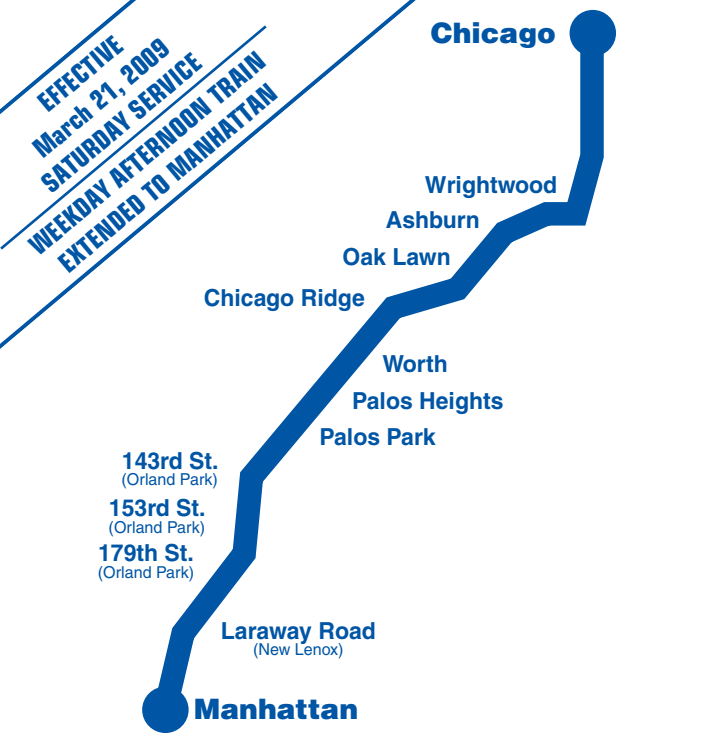 EFFECTIVE
March 21, 2009
SATURDAY SERVICE
WEEKDAY AFTERNOON TRAIN
EXTENDED TO MANHATTAN
Chicago
Wrightwood
Ashburn
Oak Lawn
Chicago Ridge
Worth
Palos Heights
Palos Park
143rd St.
(Orland Park)
153rd St.
(Orland Park)
179th St.
(Orland Park)
Laraway Road
(New Lenox)
Manhattan